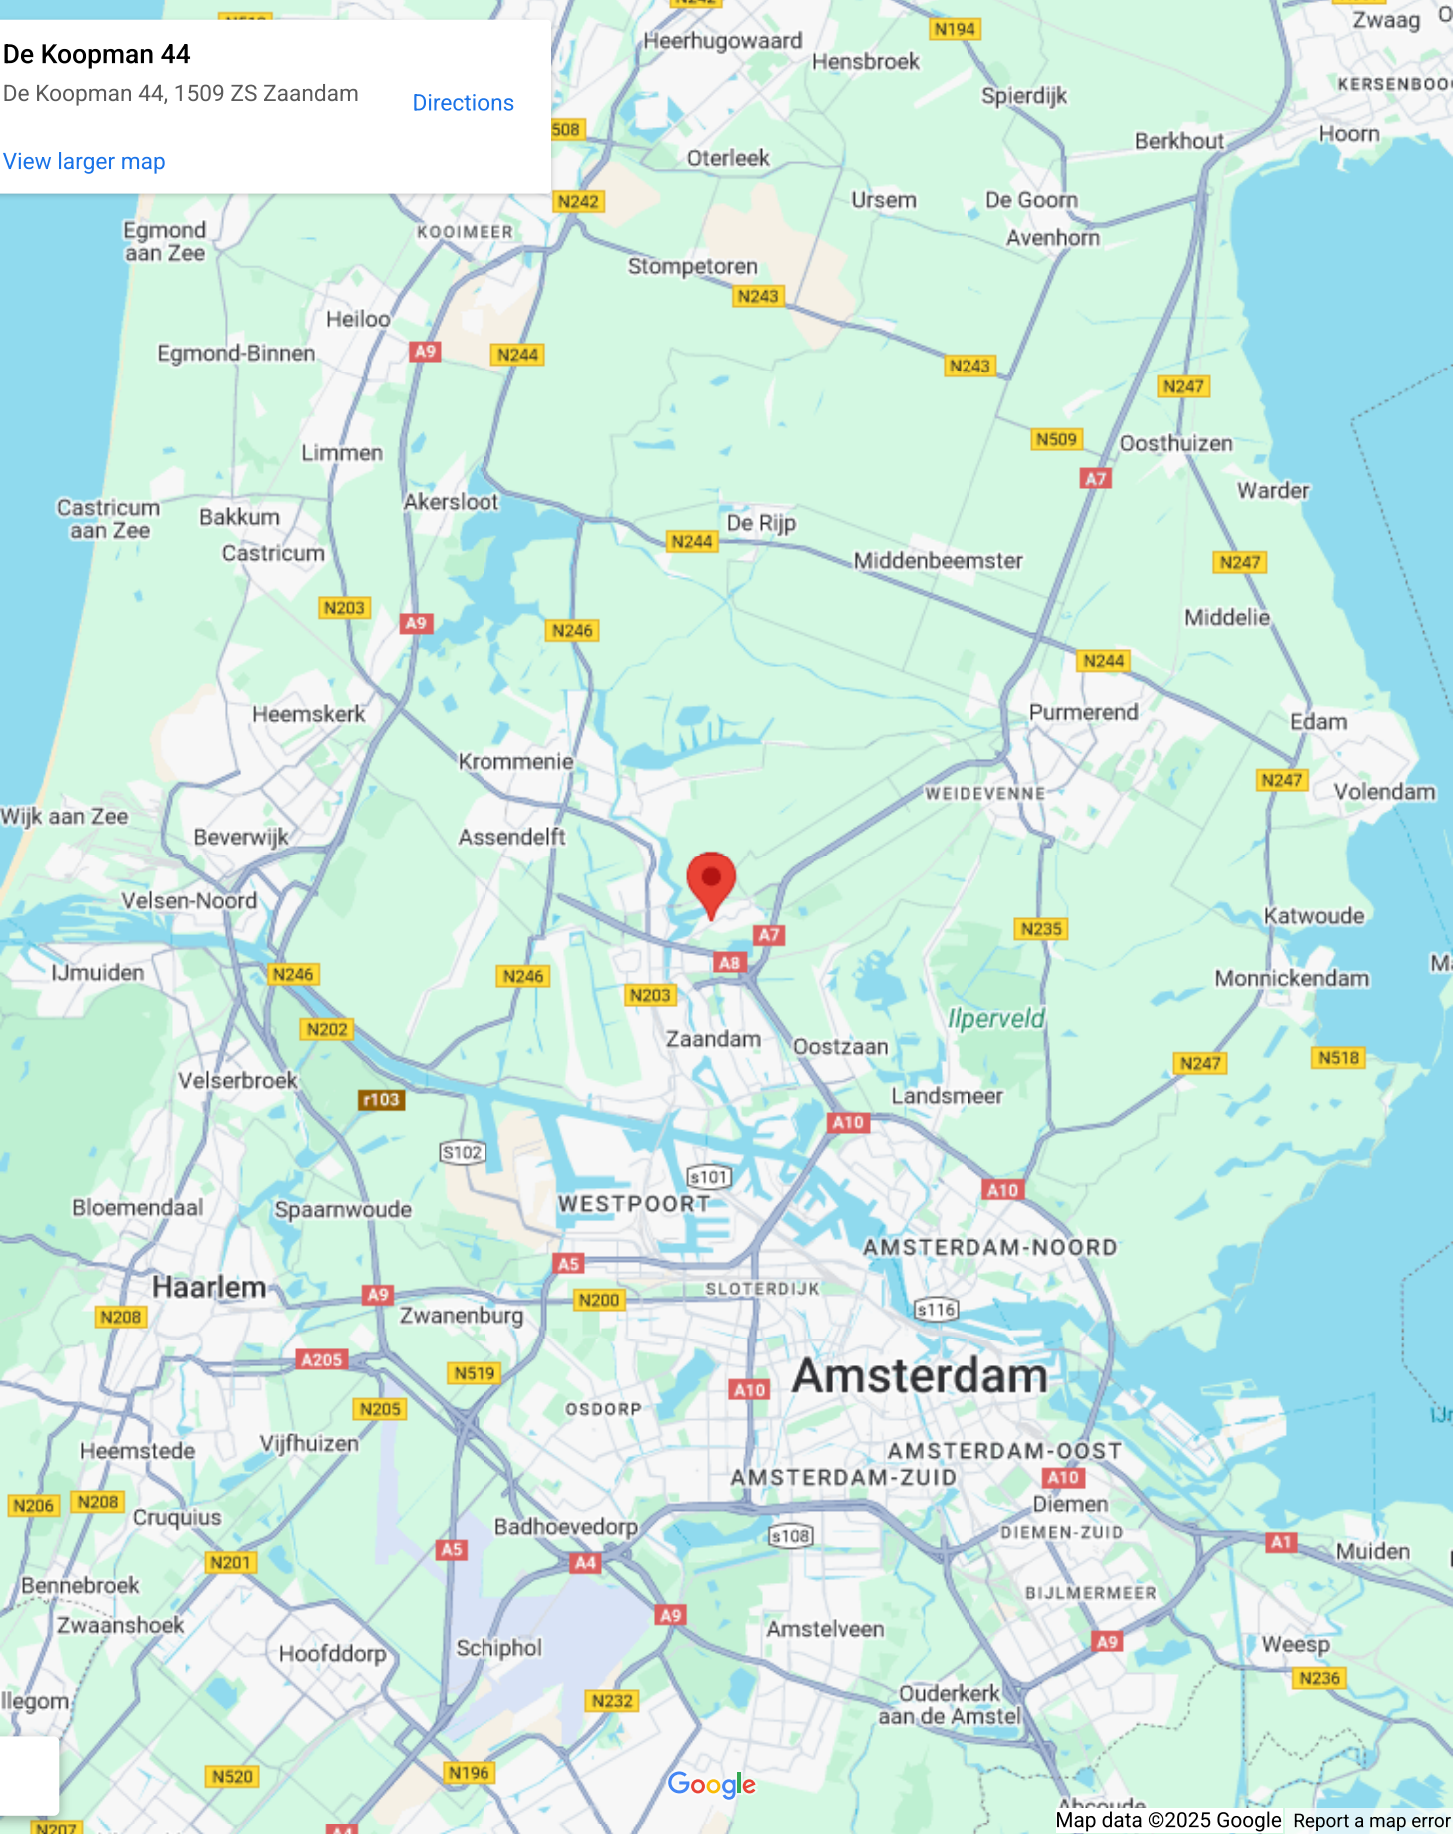 N242
Zwaag
N194
Heerhugowaard
Hensbroek
De Koopman 44
De Koopman 44, 1509 ZS Zaandam
Directions
View larger map
KERSENBOO
Spierdijk
508
Hoorn
Berkhout
Oterleek
N242
Ursem
De Goorn
Egmond
aan Zee
KOOIMEER
Avenhorn
Stompetoren
N243
Heiloo
Egmond-Binnen
A9
N244
N243
N247
N509
Oosthuizen
Limmen
A7
Warder
Akersloot
Castricum
aan Zee
Bakkum
De Rijp
N244
Castricum
Middenbeemster
N247
N203
A9
N246
Middelie
N244
Heemskerk
Purmerend
Edam
Krommenie
N247
WEIDEVENNE
Volendam
Wijk aan Zee
Beverwijk
Assendelft
Velsen-Noord
Katwoude
N235
A7
A8
IJmuiden
N246
N246
Monnickendam
N203
Ilperveld
N202
Zaandam
Oostzaan
N247
N518
Velserbroek
r103
Landsmeer
A10
S102
s101
A10
Bloemendaal
Spaarnwoude
WESTPOORT
AMSTERDAM-NOORD
A5
Haarlem
A9
SLOTERDIJK
N200
s116
N208
Zwanenburg
A205
N519
Amsterdam
A10
N205
OSDORP
Vijfhuizen
Heemstede
AMSTERDAM-OOST
AMSTERDAM-ZUID
A10
N206
N208
Diemen
Cruquius
Badhoevedorp
s108
DIEMEN-ZUID
A5
A1
Muiden
N201
A4
Bennebroek
BIJLMERMEER
A9
Zwaanshoek
Amstelveen
A9
Weesp
Hoofddorp
Schiphol
N236
llegom
N232
Ouderkerk
aan de Amstel
N520
N196
Google
N207
A4
Abcoude
Map data ©2025 Google
Report a map error